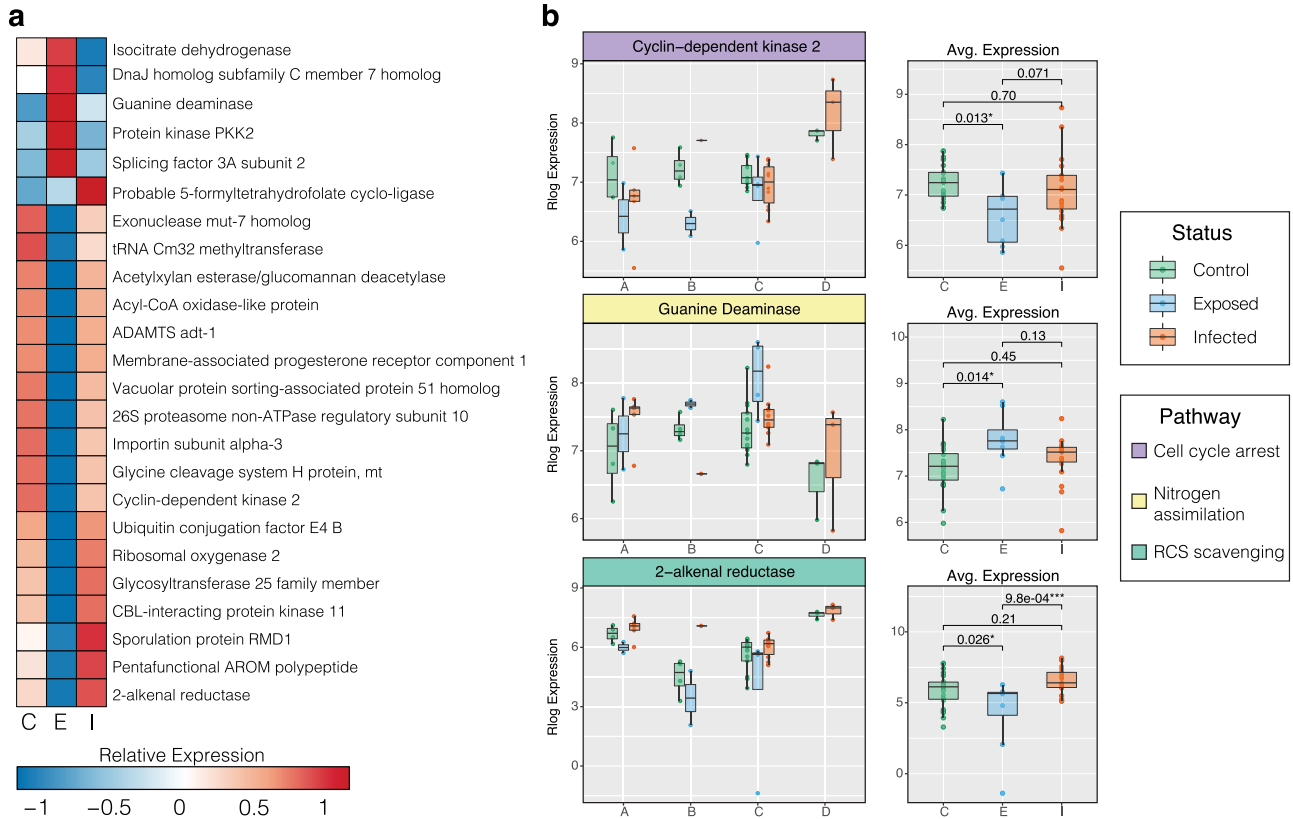 a
Isocitrate dehydrogenase
DnaJ homolog subfamily C member 7 homolog
Guanine deaminase
Protein kinase PKK2
Splicing factor 3A subunit 2
Probable 5-formyltetrahydrofolate cyclo-ligase
Exonuclease mut-7 homolog
tRNA Cm32 methyltransferase
Acetylxylan esterase/glucomannan deacetylase
Acyl-CoA oxidase-like protein
ADAMTS adt-1
Membrane-associated progesterone receptor component 1
Vacuolar protein sorting-associated protein 51 homolog
26S proteasome non-ATPase regulatory subunit 10
Importin subunit alpha-3
Glycine cleavage system H protein, mt
Cyclin-dependent kinase 2
Ubiquitin conjugation factor E4 B
Ribosomal oxygenase 2
Glycosyltransferase 25 family member
CBL-interacting protein kinase 11
Sporulation protein RMD1
Pentafunctional AROM polypeptide
2-alkenal reductase
C E I
Relative Expression
−1 −0.5 0 0.5 1
b
Cyclin−dependent kinase 2
Rlog Expression
9
8
7
6
A B C D
Avg. Expression
0.071
0.70
0.013*
9
8
7
6
C E I
Guanine Deaminase
Rlog Expression
8
7
6
A B C D
Avg. Expression
0.13
0.45
0.014*
10
9
8
7
6
C E I
2−alkenal reductase
Rlog Expression
9
6
3
0
A B C D
Avg. Expression
9.8e-04***
0.21
0.026*
10
5
0
C E I
Status
Control
Exposed
Infected
Pathway
Cell cycle arrest
Nitrogen
assimilation
RCS scavenging